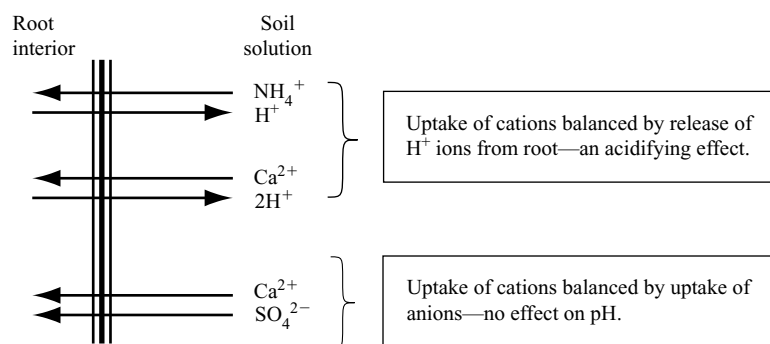 Root
interior
Soil
solution
NH₄⁺
H⁺
Uptake of cations balanced by release of
H⁺ ions from root—an acidifying effect.
Ca²⁺
2H⁺
Ca²⁺
SO₄²⁻
Uptake of cations balanced by uptake of
anions—no effect on pH.